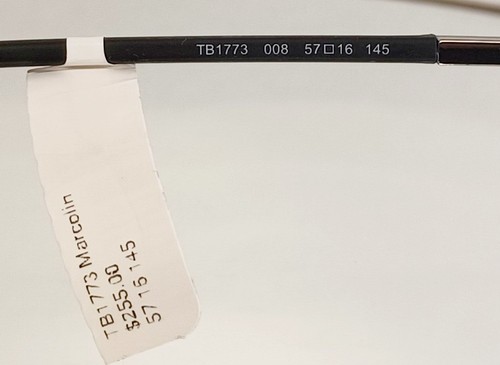 TB1773 008 57□16 145
TB1773 Marcolin
$255.00
57 16 145